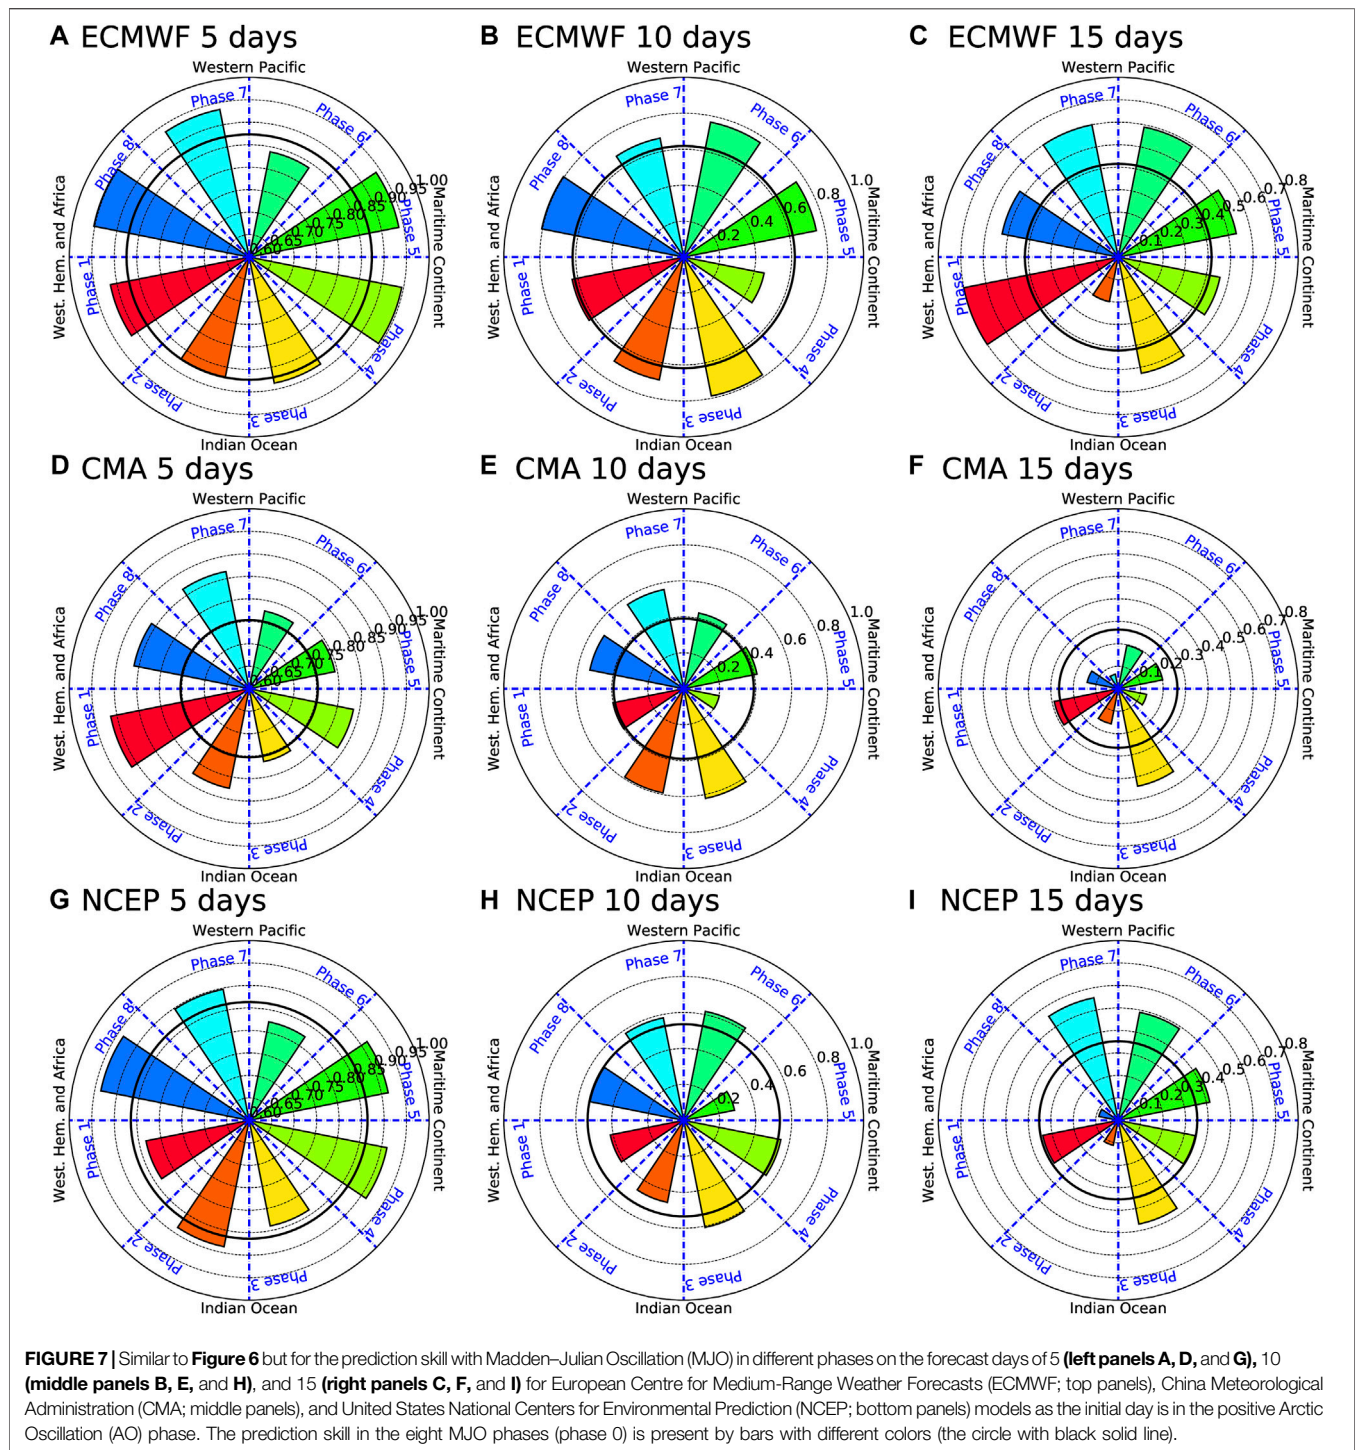 A ECMWF 5 days
Western Pacific
Phase 7
Phase 6
Phase 8
Phase 5
Phase 1
Phase 4
Phase 2
Phase 3
West. Hem. and Africa
Maritime Continent
0.60
0.65
0.70
0.75
0.80
0.85
0.90
0.95
1.00
Indian Ocean
B ECMWF 10 days
Western Pacific
Phase 7
Phase 6
Phase 8
Phase 5
Phase 1
Phase 4
Phase 2
Phase 3
West. Hem. and Africa
Maritime Continent
0.2
0.4
0.6
0.8
1.0
C ECMWF 15 days
Western Pacific
Phase 7
Phase 6
Phase 8
Phase 5
Phase 1
Phase 4
Phase 2
Phase 3
West. Hem. and Africa
Maritime Continent
0.1
0.2
0.3
0.4
0.5
0.6
0.7
0.8
Indian Ocean
D CMA 5 days
Western Pacific
Phase 7
Phase 6
Phase 8
Phase 5
Phase 1
Phase 4
Phase 2
Phase 3
West. Hem. and Africa
Maritime Continent
0.60
0.65
0.70
0.75
0.80
0.85
0.90
0.95
1.00
Indian Ocean
E CMA 10 days
Phase 7
Phase 6
Phase 8
Phase 5
Phase 1
Phase 4
Phase 2
Phase 3
West. Hem. and Africa
Maritime Continent
0.2
0.4
0.6
0.8
1.0
F CMA 15 days
Western Pacific
Phase 7
Phase 6
Phase 8
Phase 5
Phase 1
Phase 4
Phase 2
Phase 3
West. Hem. and Africa
Maritime Continent
0.1
0.2
0.3
0.4
0.5
0.6
0.7
0.8
Indian Ocean
G NCEP 5 days
Western Pacific
Phase 7
Phase 6
Phase 8
Phase 5
Phase 1
Phase 4
Phase 2
Phase 3
West. Hem. and Africa
Maritime Continent
0.60
0.65
0.70
0.75
0.80
0.85
0.90
0.95
1.00
Indian Ocean
H NCEP 10 days
Phase 7
Phase 6
Phase 8
Phase 5
Phase 1
Phase 4
Phase 2
Phase 3
West. Hem. and Africa
Maritime Continent
0.2
0.4
0.6
0.8
1.0
I NCEP 15 days
Western Pacific
Phase 7
Phase 6
Phase 8
Phase 5
Phase 1
Phase 4
Phase 2
Phase 3
West. Hem. and Africa
Maritime Continent
0.1
0.2
0.3
0.4
0.5
0.6
0.7
0.8
Indian Ocean
FIGURE 7 | Similar to Figure 6 but for the prediction skill with Madden–Julian Oscillation (MJO) in different phases on the forecast days of 5 (left panels A, D, and G), 10
(middle panels B, E, and H), and 15 (right panels C, F, and I) for European Centre for Medium-Range Weather Forecasts (ECMWF; top panels), China Meteorological
Administration (CMA; middle panels), and United States National Centers for Environmental Prediction (NCEP; bottom panels) models as the initial day is in the positive Arctic
Oscillation (AO) phase. The prediction skill in the eight MJO phases (phase 0) is present by bars with different colors (the circle with black solid line).